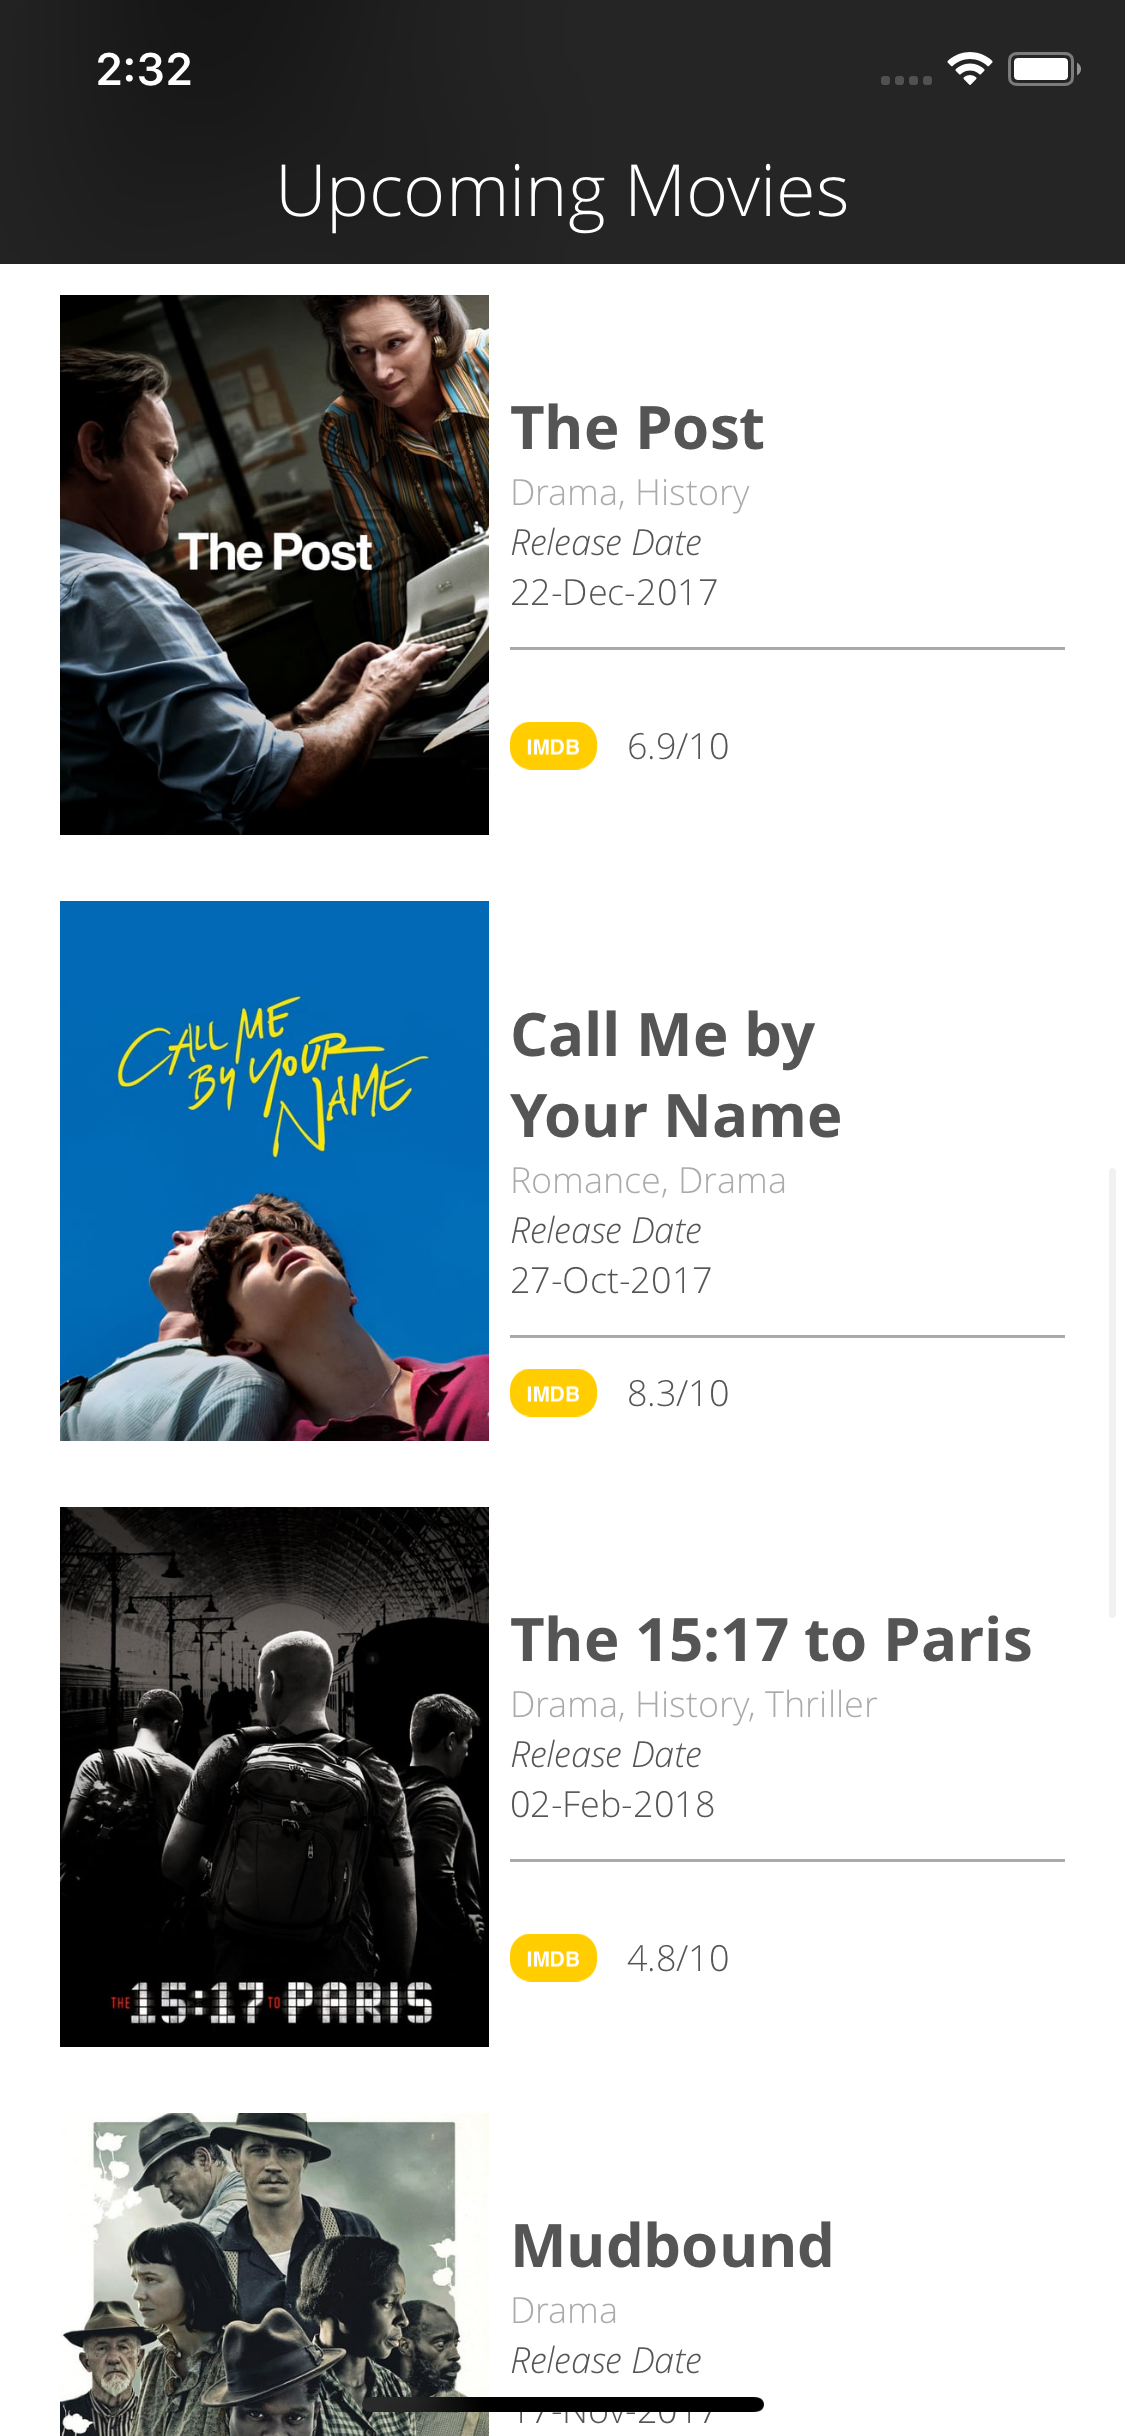 2:32
Upcoming Movies
The Post
The Post
Drama, History
Release Date
22-Dec-2017
IMDB 6.9/10
CALL ME
BY YOUR
NAME
Call Me by
Your Name
Romance, Drama
Release Date
27-Oct-2017
IMDB 8.3/10
THE 15:17 TO PARIS
The 15:17 to Paris
Drama, History, Thriller
Release Date
02-Feb-2018
IMDB 4.8/10
Mudbound
Drama
Release Date
17-Nov-2017